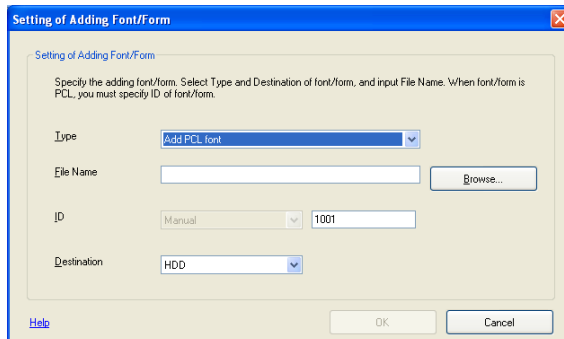 Setting of Adding Font/Form
Setting of Adding Font/Form
Specify the adding font/form. Select Type and Destination of font/form, and input File Name. When font/form is
PCL, you must specify ID of font/form.
Type
Add PCL font
File Name
Browse...
ID
Manual
1001
Destination
HDD
Help
OK
Cancel